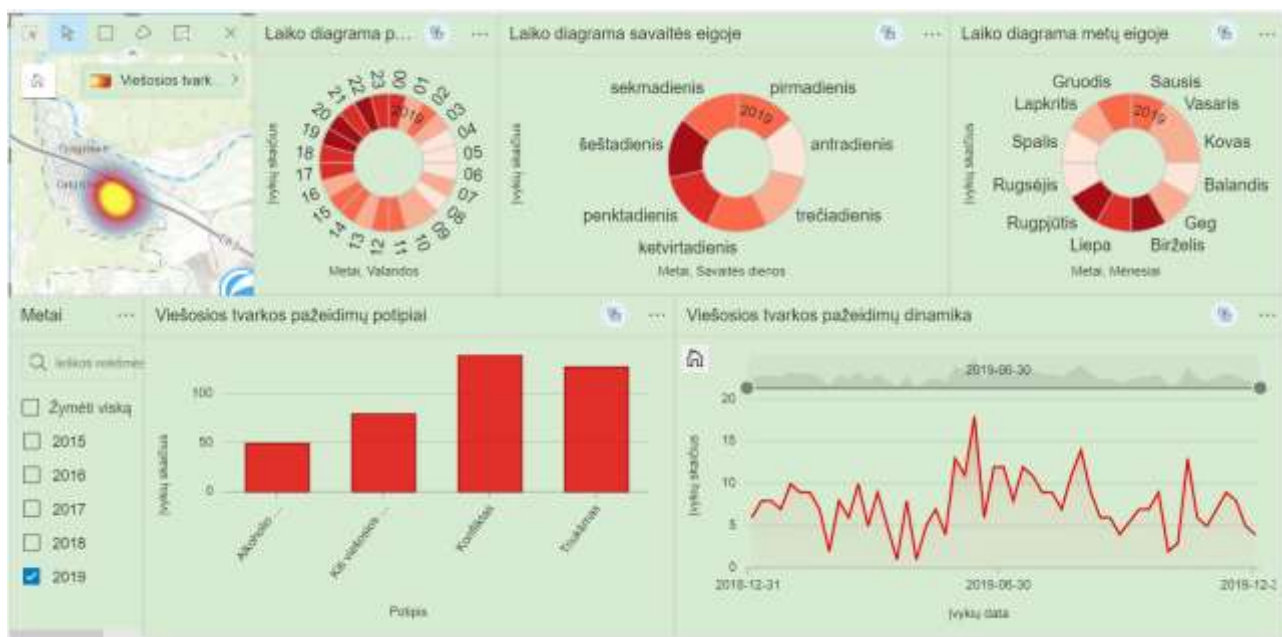 Laiko diagrama p...
Laiko diagrama savaitės eigoje
Laiko diagrama metų eigoje
Viešosios tvark...
Įvykių skaičius
00
01
02
03
04
05
06
07
08
09
10
11
12
13
14
15
16
17
18
19
20
21
22
23
2019
Metai, Valandos
Įvykių skaičius
sekmadienis
pirmadienis
šeštadienis
antradienis
penktadienis
trečiadienis
ketvirtadienis
2019
Metai, Savaitės dienos
Įvykių skaičius
Gruodis
Sausis
Lapkritis
Vasaris
Spalis
Kovas
Rugsėjis
Balandis
Rugpjūtis
Geg
Liepa
Birželis
2019
Metai, Mėnesiai
Metai
Žymėti viską
2015
2016
2017
2018
2019
Viešosios tvarkos pažeidimų potipiai
Įvykių skaičius
100
50
0
Alkoholio ...
Kiti viešosios ...
Konfliktas
Triukšmas
Potipis
Viešosios tvarkos pažeidimų dinamika
2019-06-30
Įvykių skaičius
20
15
10
5
0
2018-12-31
2019-06-30
2019-12-3
Įvykių data